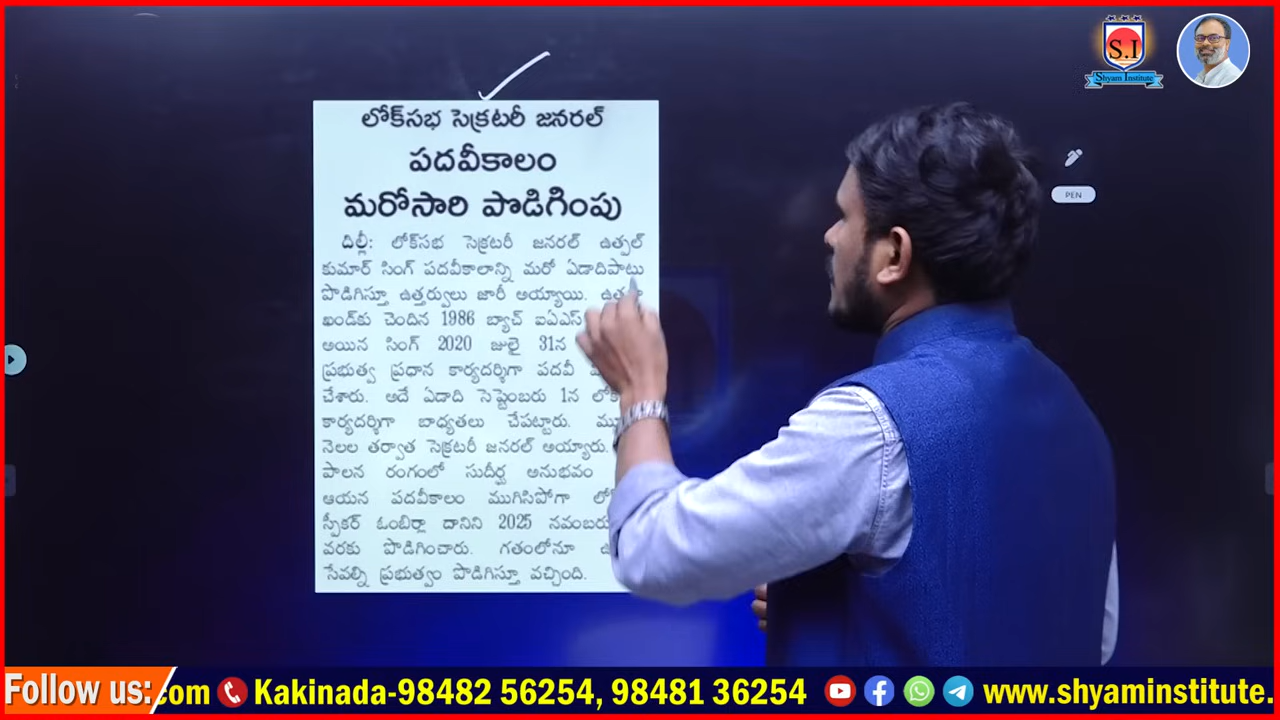 S.I
Shyam Institute
PEN
లోక్‌సభ సెక్రటరీ జనరల్
పదవీకాలం
మరోసారి పొడిగింపు
దిల్లీ: లోక్‌సభ సెక్రటరీ జనరల్ ఉత్పల్
కుమార్ సింగ్ పదవీకాలాన్ని మరో ఏడాదిపాటు
పొడిగిస్తూ ఉత్తర్వులు జారీ అయ్యాయి.
ఖండ్‌కు చెందిన 1986 బ్యాచ్ ఐఏఎస్
అయిన సింగ్ 2020 జులై 31న
ప్రభుత్వ ప్రధాన కార్యదర్శిగా పదవీ
చేశారు. అదే ఏడాది సెప్టెంబరు 1న
కార్యదర్శిగా బాధ్యతలు చేపట్టారు.
నెలల తర్వాత సెక్రటరీ జనరల్ అయ్యారు.
పాలన రంగంలో సుదీర్ఘ అనుభవం
ఆయన పదవీకాలం ముగిసిపోగా
స్పీకర్ ఓంబిర్లా దానిని 2025 నవంబరు
వరకు పొడిగించారు. గతంలోనూ
సేవల్ని ప్రభుత్వం పొడిగిస్తూ వచ్చింది.
Follow us: .com Kakinada-98482 56254, 98481 36254 www.shyaminstitute.